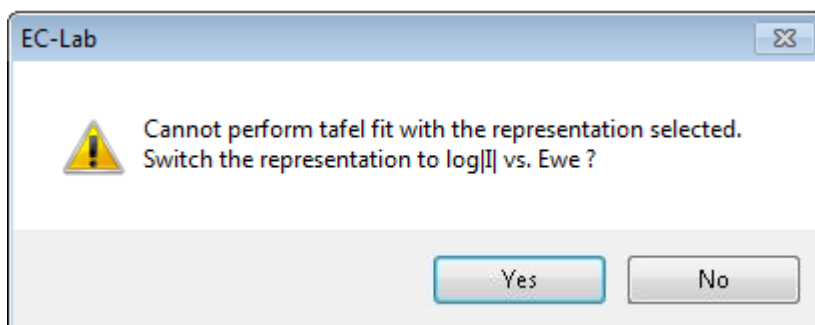 EC-Lab
Cannot perform tafel fit with the representation selected.
Switch the representation to log|I| vs. Ewe ?
Yes
No